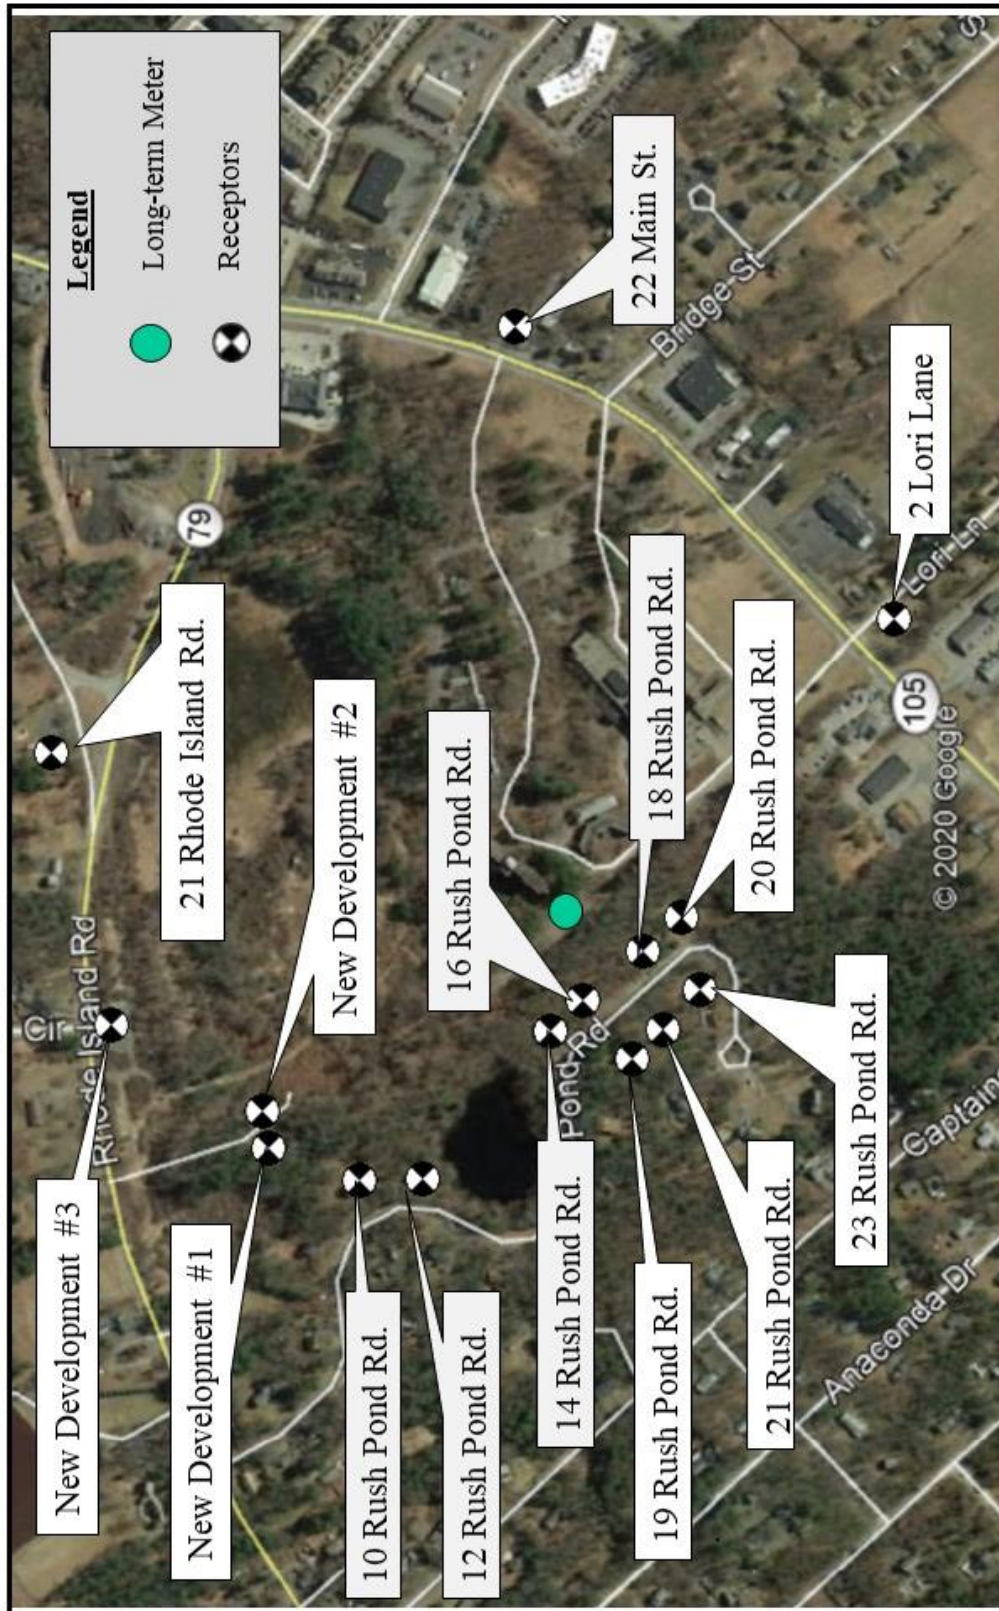 Legend
Long-term Meter
Receptors
New Development #3
Rhode Island Rd
Cir
21 Rhode Island Rd.
79
New Development #1
New Development #2
10 Rush Pond Rd.
12 Rush Pond Rd.
16 Rush Pond Rd.
22 Main St.
14 Rush Pond Rd.
Pond Rd
18 Rush Pond Rd.
Bridge St
19 Rush Pond Rd.
20 Rush Pond Rd.
21 Rush Pond Rd.
23 Rush Pond Rd.
2 Lori Lane
Lori Ln
105
Captain
Anaconda Dr
© 2020 Google